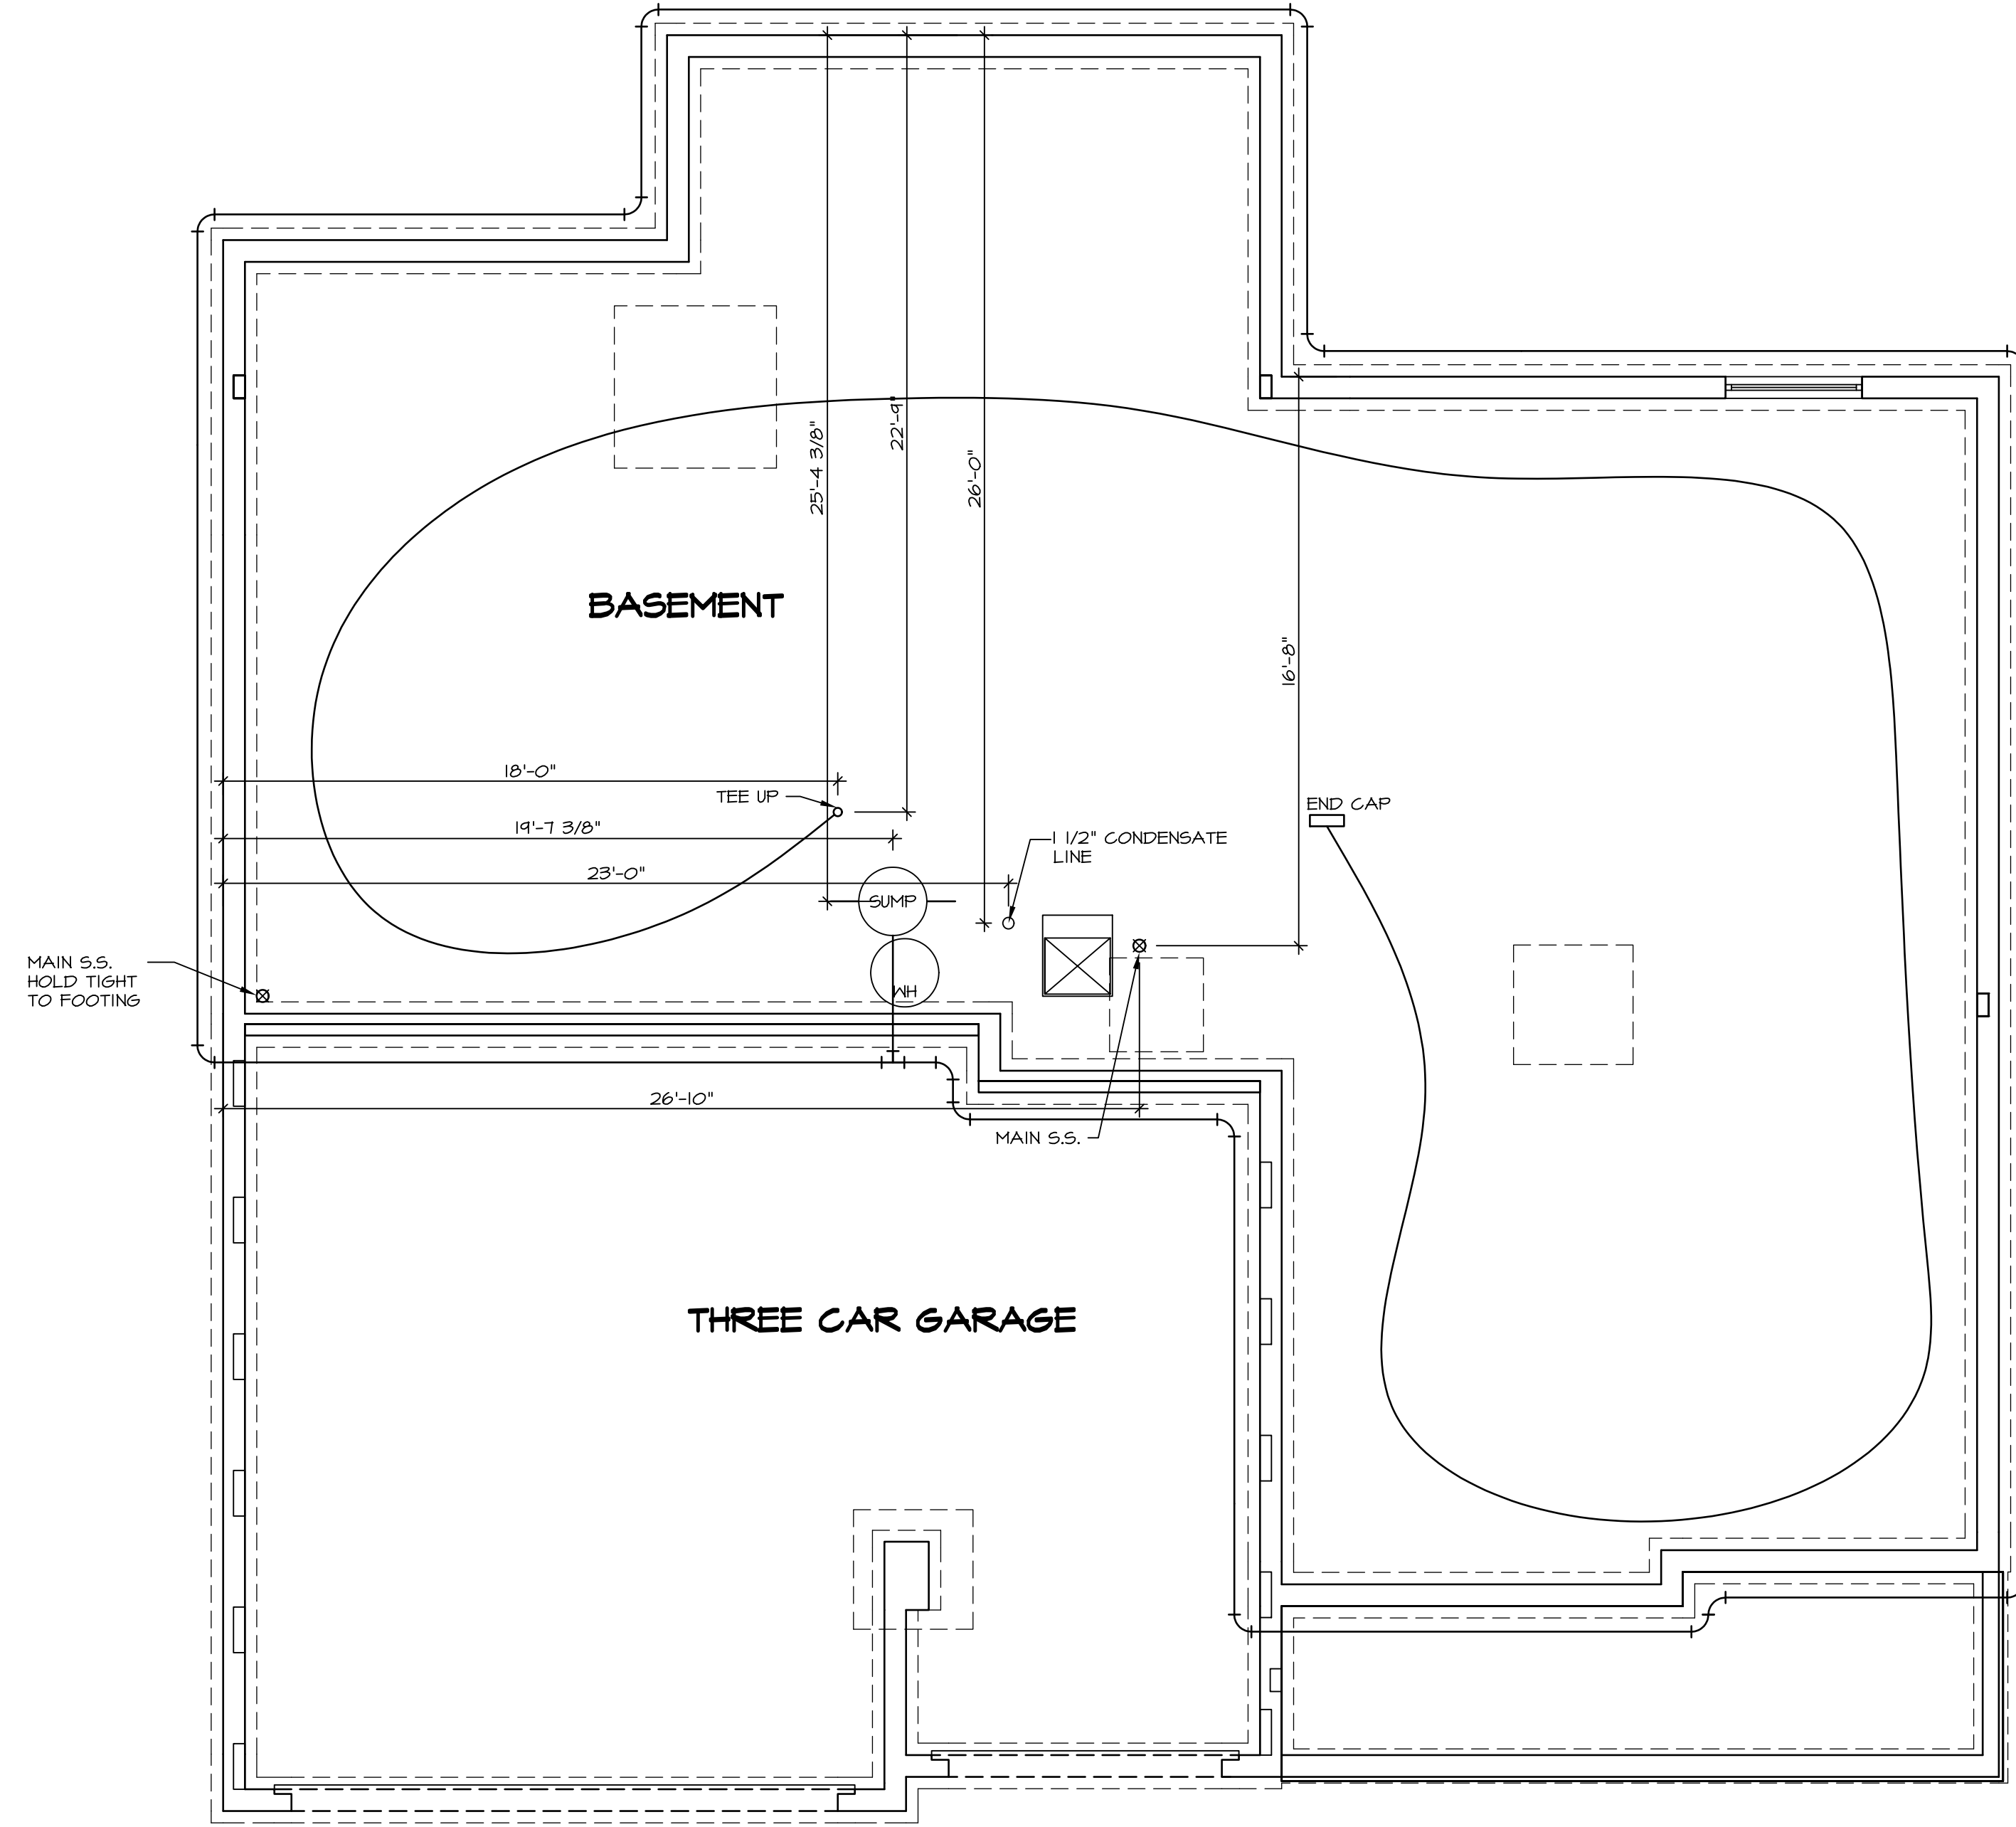 25'-4 3/8"
22'-9"
26'-0"
BASEMENT
16'-8"
18'-0"
TEE UP
END CAP
19'-7 3/8"
1 1/2" CONDENSATE
LINE
23'-0"
SUMP
MAIN S.S.
HOLD TIGHT
TO FOOTING
WH
26'-10"
MAIN S.S.
THREE CAR GARAGE